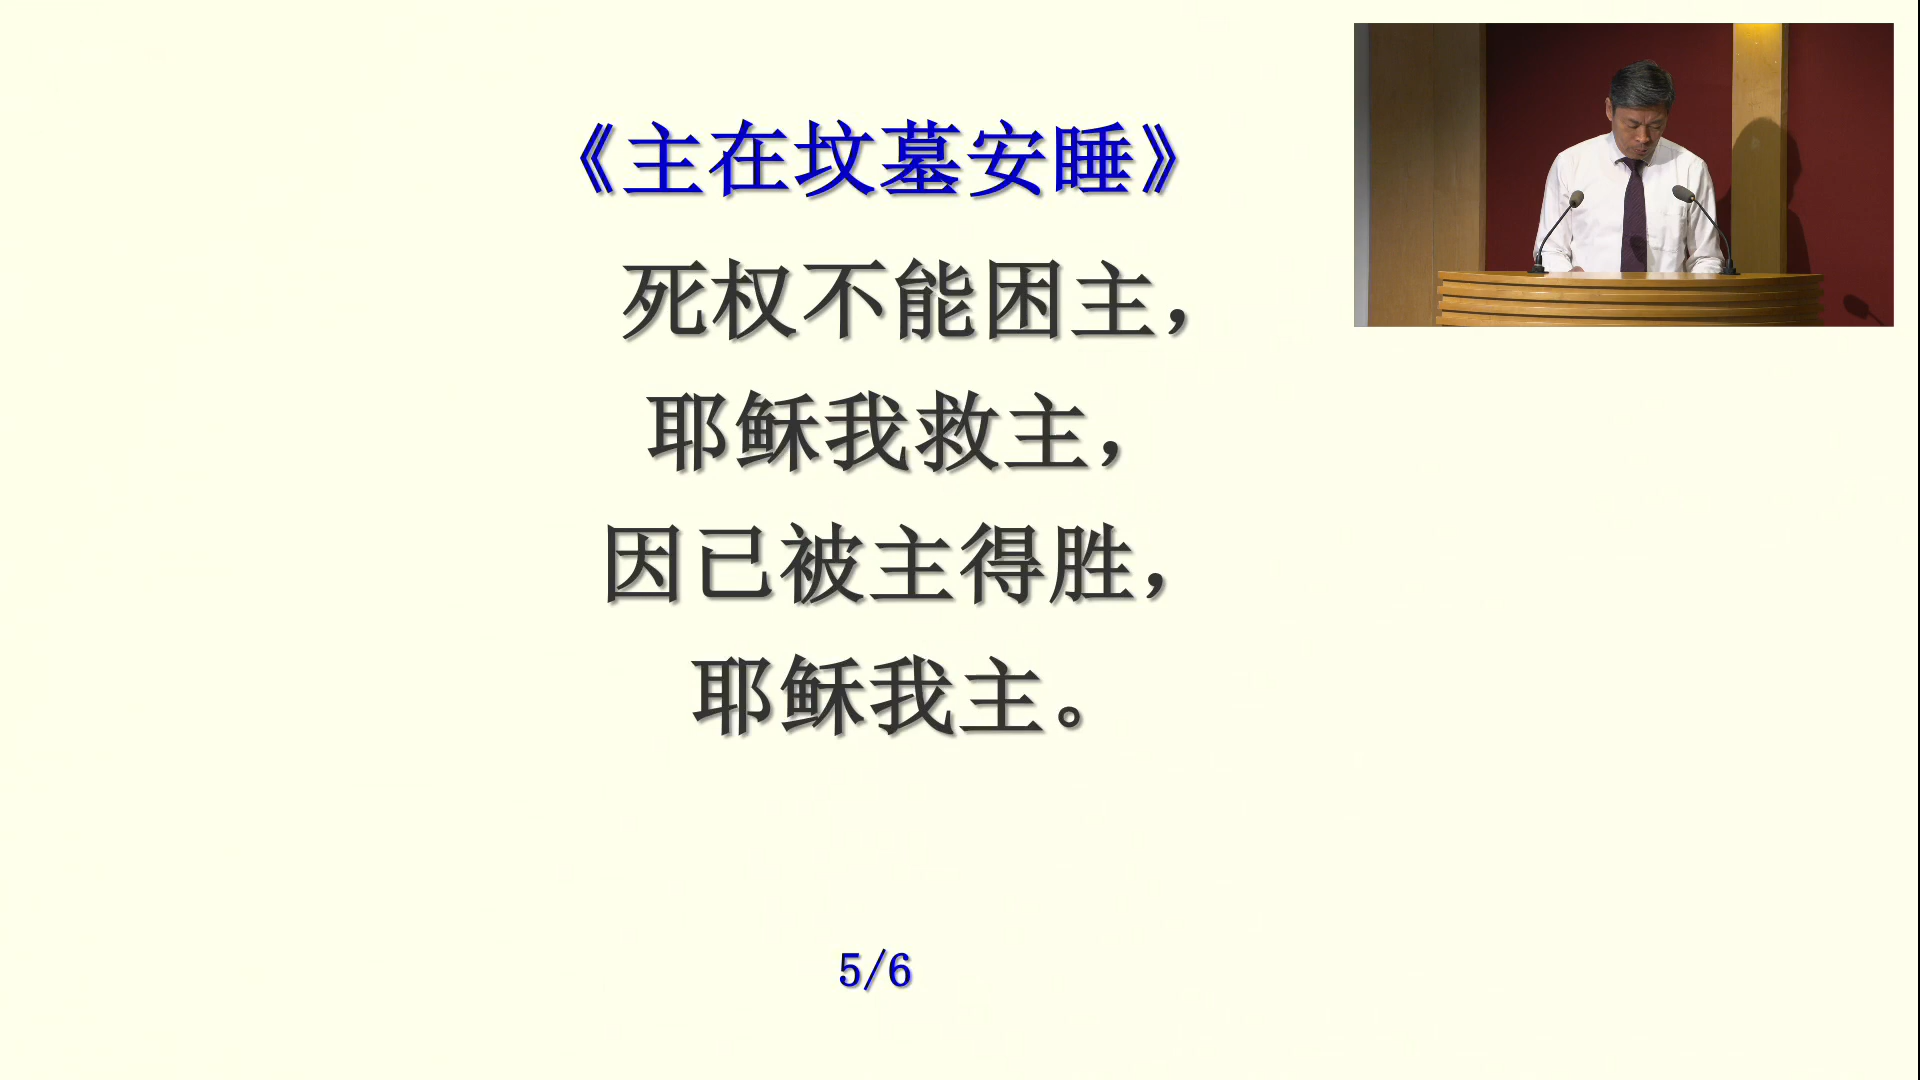 《主在坟墓安睡》
死权不能困主，
耶稣我救主，
因已被主得胜，
耶稣我主。
5/6